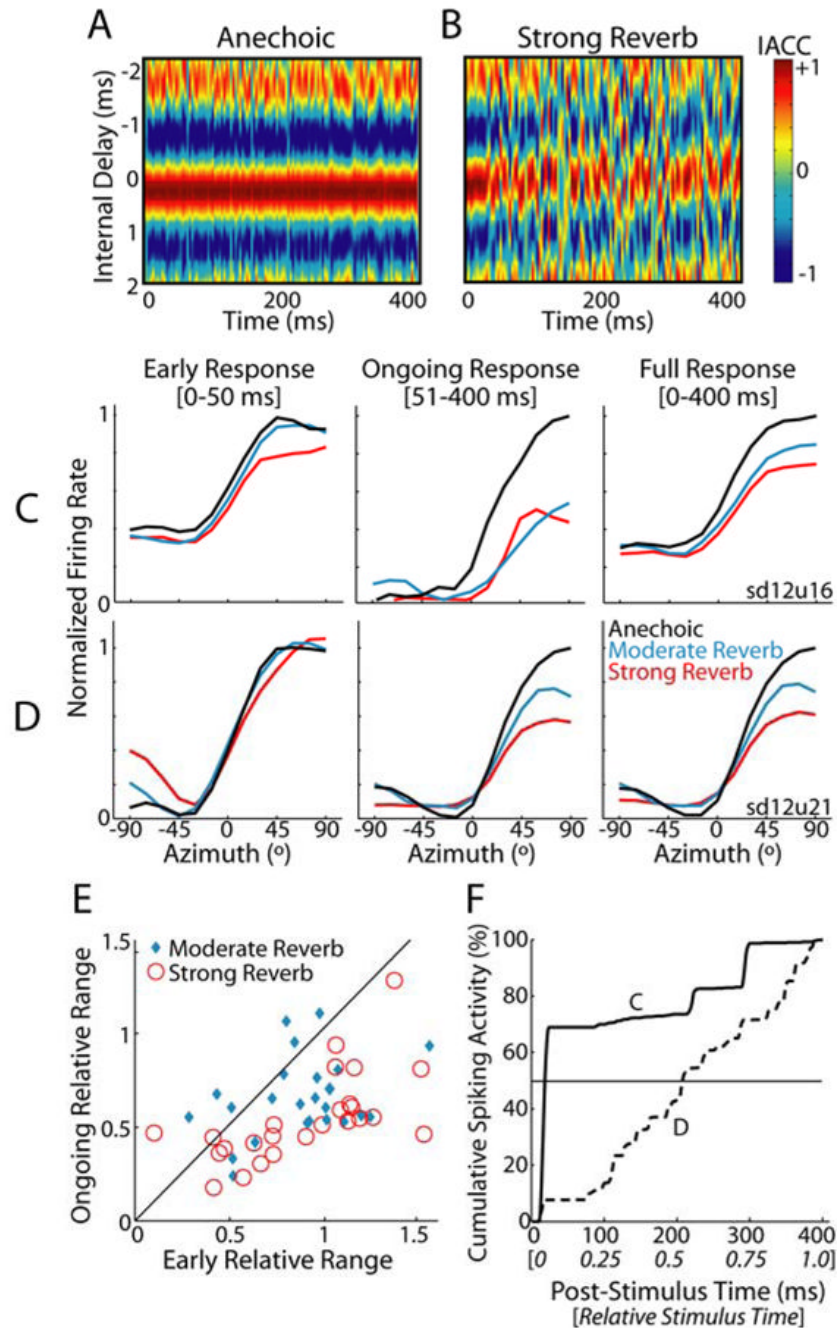 A
Anechoic
B
Strong Reverb
IACC
+1
0
-1
Internal Delay (ms)
-2
-1
0
1
2
0
200
400
Time (ms)
0
200
400
Time (ms)
Early Response
[0-50 ms]
Ongoing Response
[51-400 ms]
Full Response
[0-400 ms]
C
Normalized Firing Rate
1
0
sd12u16
D
1
0
Anechoic
Moderate Reverb
Strong Reverb
sd12u21
-90
-45
0
45
90
Azimuth (º)
-90
-45
0
45
90
Azimuth (º)
-90
-45
0
45
90
Azimuth (º)
E
Moderate Reverb
Strong Reverb
Ongoing Relative Range
1.5
1
0.5
0
0.5
1
1.5
Early Relative Range
F
Cumulative Spiking Activity (%)
100
80
60
40
20
0
C
D
0
100
200
300
400
[0
0.25
0.5
0.75
1.0]
Post-Stimulus Time (ms)
[Relative Stimulus Time]